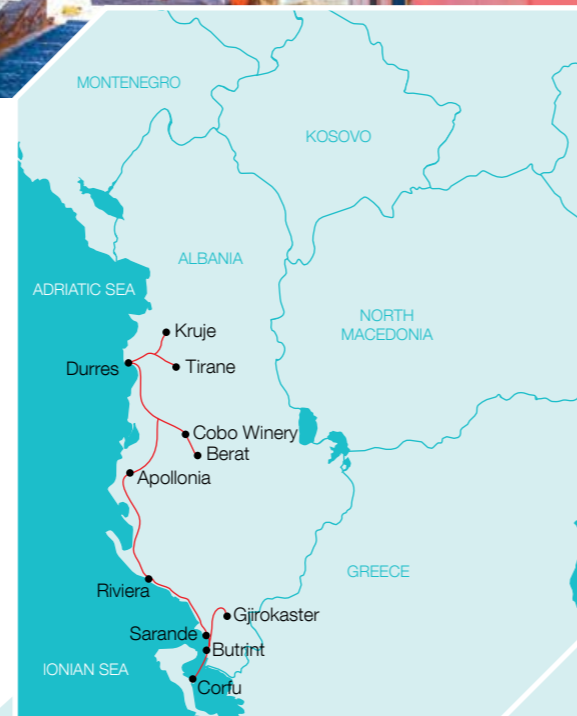 MONTENEGRO
KOSOVO
ALBANIA
ADRIATIC SEA
NORTH
MACEDONIA
Kruje
Durres
Tirane
Cobo Winery
Berat
Apollonia
GREECE
Riviera
Gjirokaster
Sarande
Butrint
IONIAN SEA
Corfu